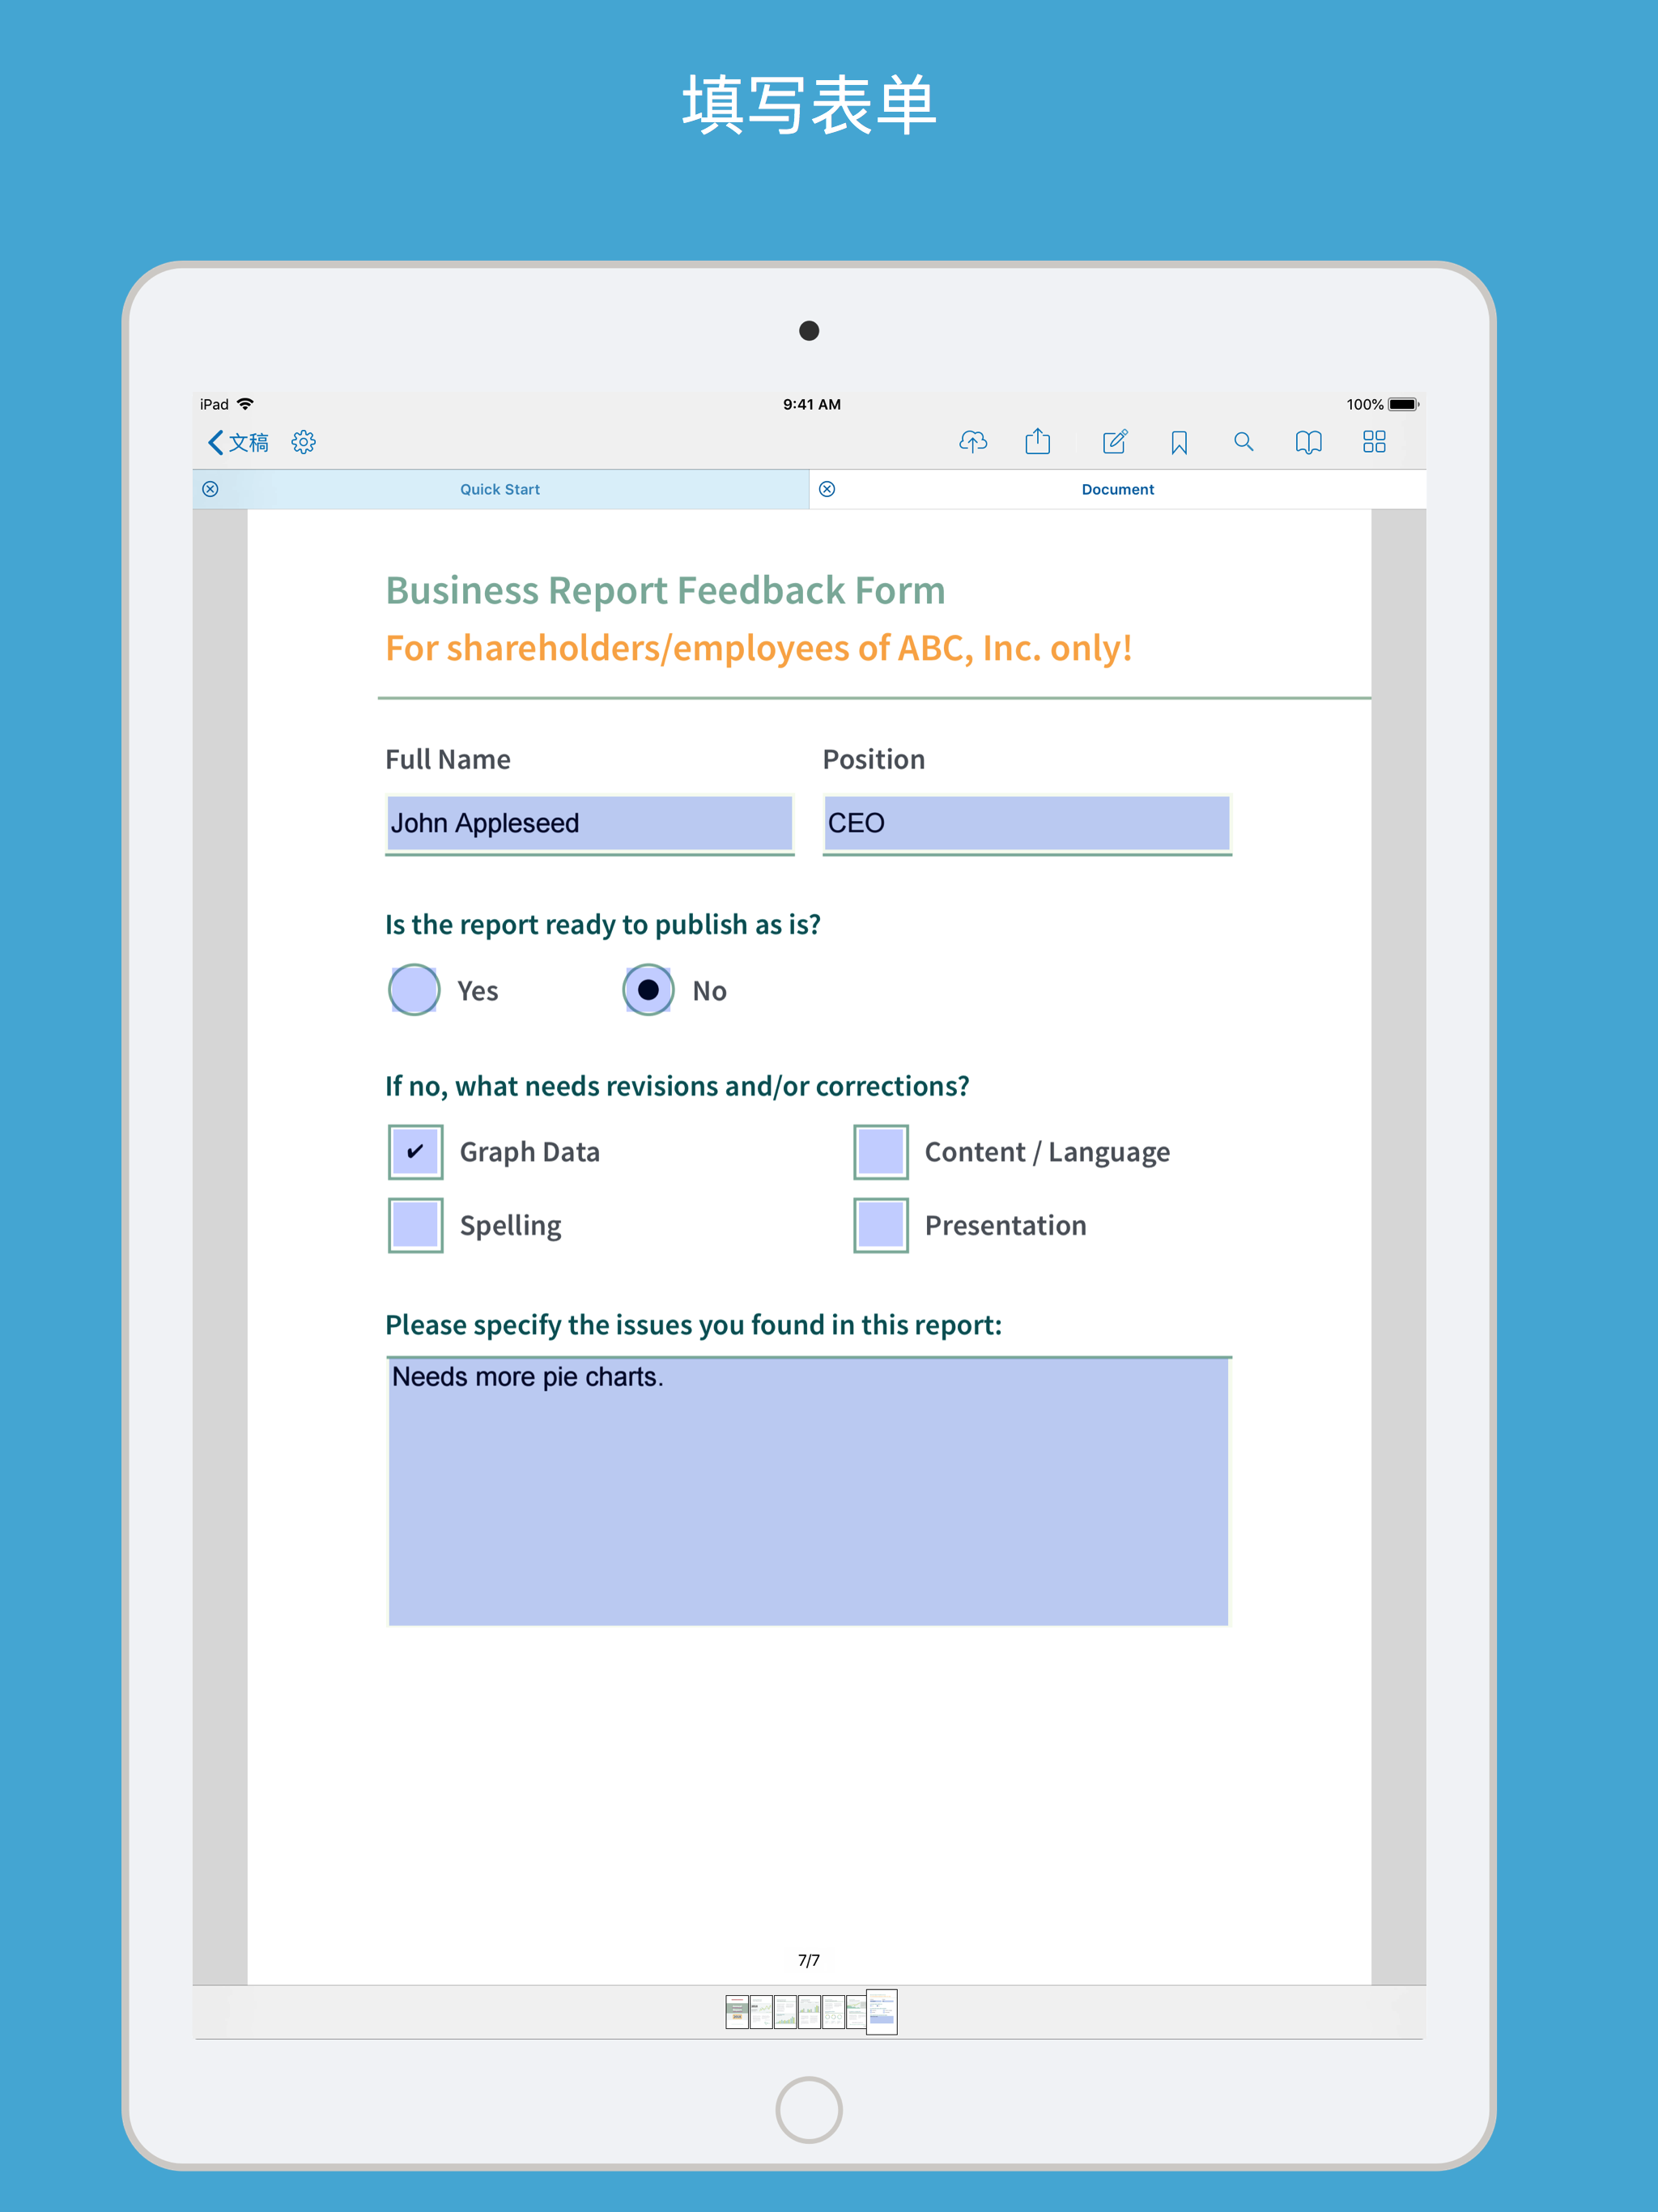 填写表单
iPad 9:41 AM 100%
文稿
Quick Start Document
Business Report Feedback Form
For shareholders/employees of ABC, Inc. only!
Full Name Position
John Appleseed CEO
Is the report ready to publish as is?
Yes No
If no, what needs revisions and/or corrections?
✔ Graph Data Content / Language
Spelling Presentation
Please specify the issues you found in this report:
Needs more pie charts.
7/7